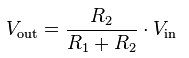 V_out = R_2 / (R_1 + R_2) · V_in